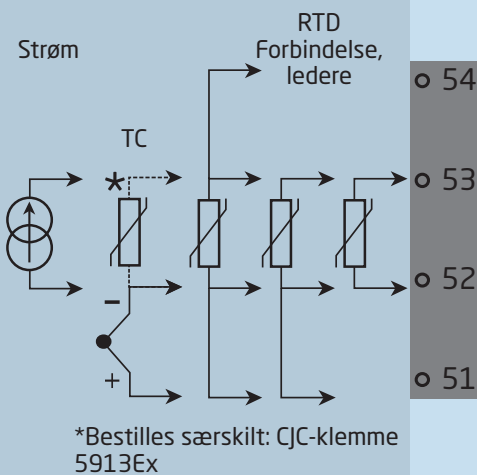 Strøm
RTD
Forbindelse,
ledere
TC
*
–
+
54
53
52
51
*Bestilles særskilt: CJC-klemme
5913Ex